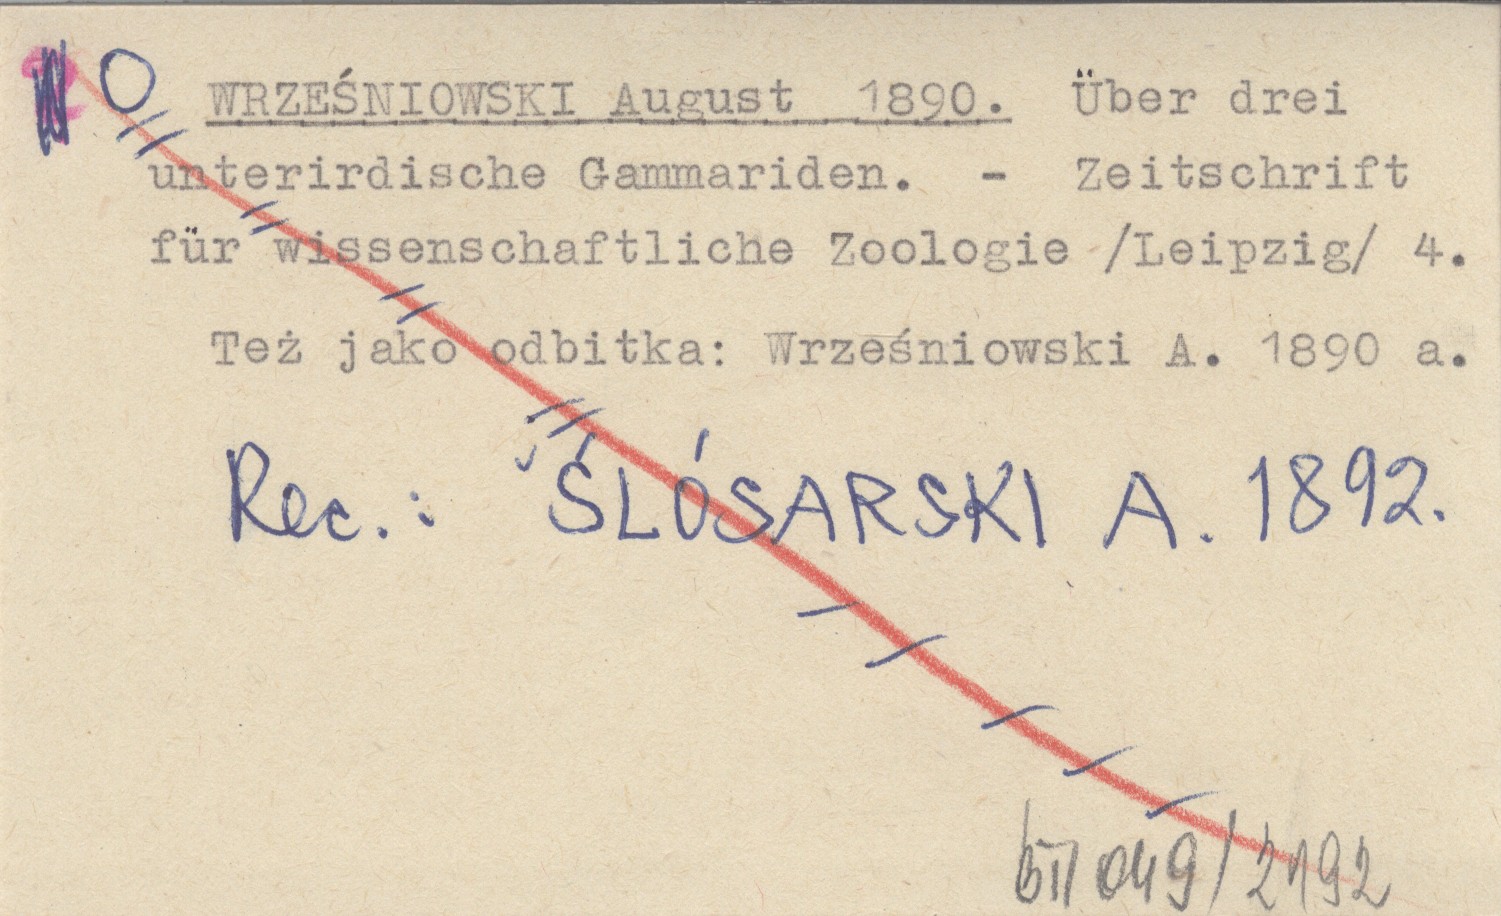 O WRZEŚNIOWSKI August 1890. Über drei
unterirdische Gammariden. - Zeitschrift
für wissenschaftliche Zoologie /Leipzig/ 4.
Też jako odbitka: Wrześniowski A. 1890 a.
Rec.: ŚLÓSARSKI A. 1892.
049/2192